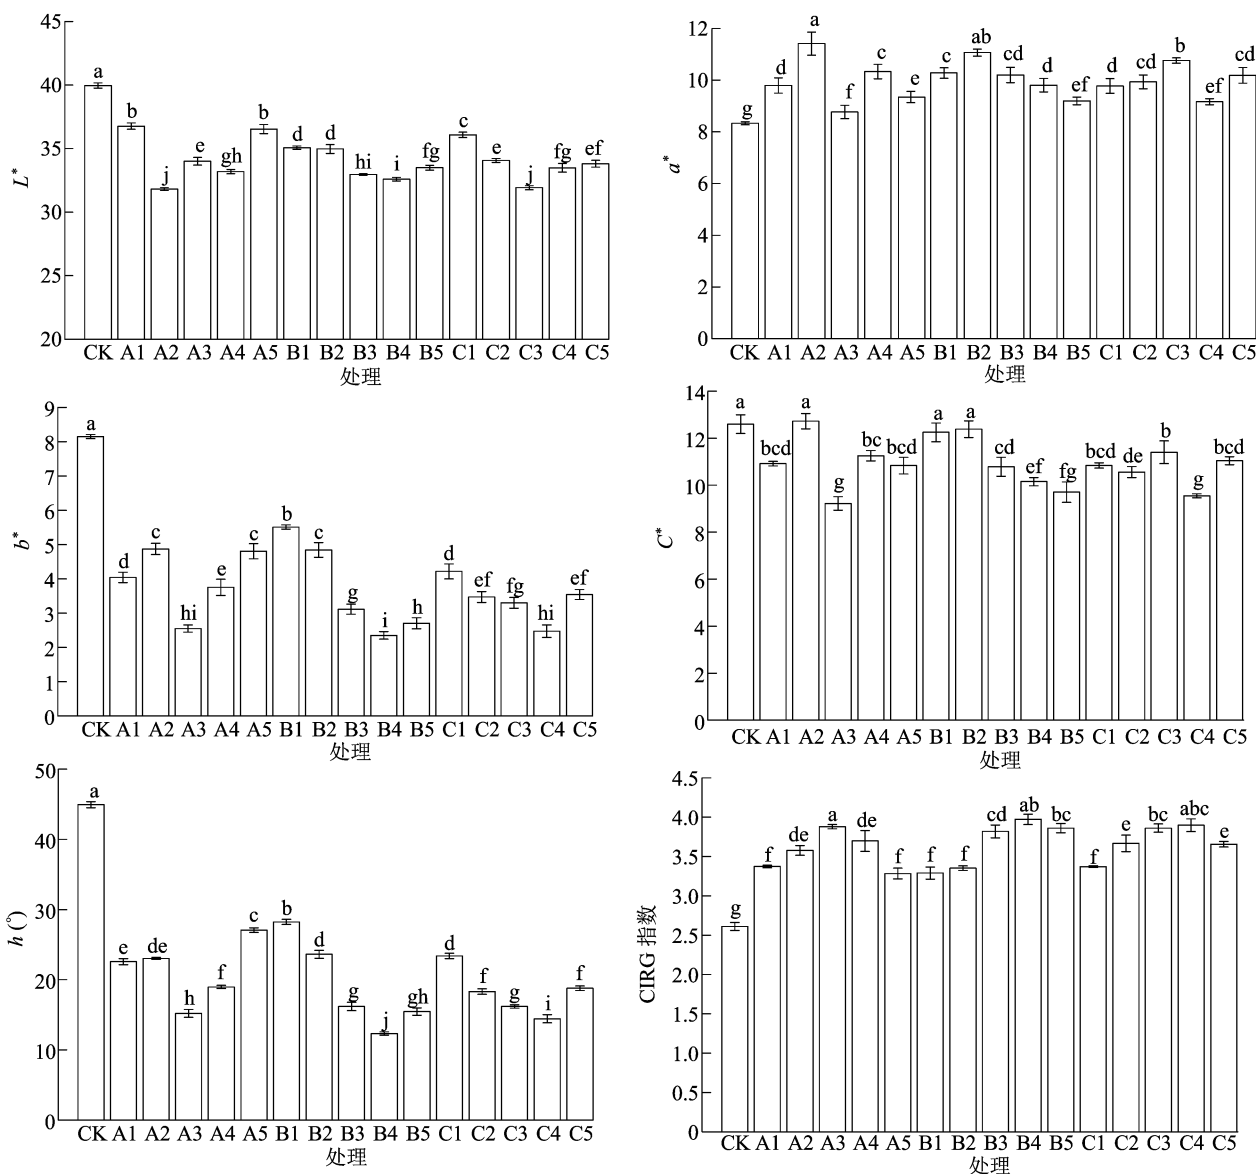 45
40
35
30
25
20
L*
a
b
j
e
gh
b
d
d
hi
i
fg
c
e
j
fg
ef
CK A1 A2 A3 A4 A5 B1 B2 B3 B4 B5 C1 C2 C3 C4 C5
处理
12
10
8
6
4
2
0
a*
g
d
a
f
c
e
c
ab
cd
d
ef
d
cd
b
ef
cd
CK A1 A2 A3 A4 A5 B1 B2 B3 B4 B5 C1 C2 C3 C4 C5
处理
9
8
7
6
5
4
3
2
1
0
b*
a
d
c
hi
e
c
b
c
g
i
h
d
ef
fg
hi
ef
CK A1 A2 A3 A4 A5 B1 B2 B3 B4 B5 C1 C2 C3 C4 C5
处理
14
12
10
8
6
4
2
0
C*
a
bcd
a
g
bc
bcd
a
a
cd
ef
fg
bcd
de
b
g
bcd
CK A1 A2 A3 A4 A5 B1 B2 B3 B4 B5 C1 C2 C3 C4 C5
处理
50
40
30
20
10
0
h (°)
a
e
de
h
f
c
b
d
g
j
gh
d
f
g
i
f
CK A1 A2 A3 A4 A5 B1 B2 B3 B4 B5 C1 C2 C3 C4 C5
处理
4.5
4.0
3.5
3.0
2.5
2.0
1.5
1.0
0.5
0
CIRG 指数
g
f
de
a
de
f
f
f
cd
ab
bc
f
e
bc
abc
e
CK A1 A2 A3 A4 A5 B1 B2 B3 B4 B5 C1 C2 C3 C4 C5
处理